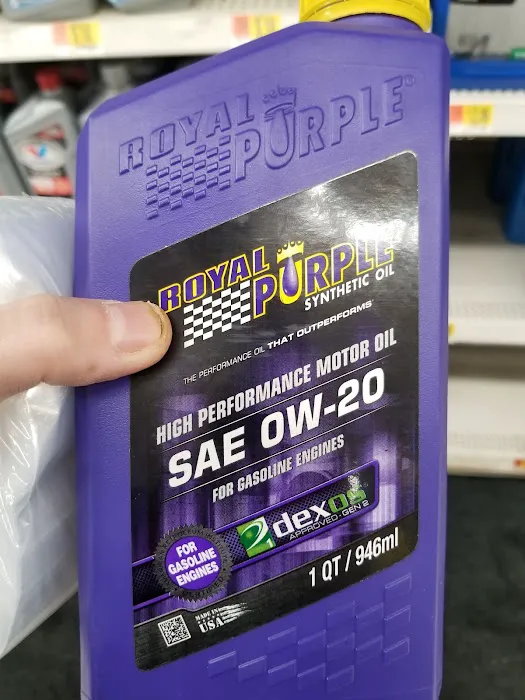 ROYAL
PURPLE®
ROYAL
PURPLE
SYNTHETIC OIL
THE PERFORMANCE OIL THAT OUTPERFORMS
HIGH PERFORMANCE MOTOR OIL
SAE 0W-20
FOR GASOLINE ENGINES
dexos
APPROVED-GEN 2
FOR
GASOLINE
ENGINES
1 QT / 946ml
MADE IN
USA